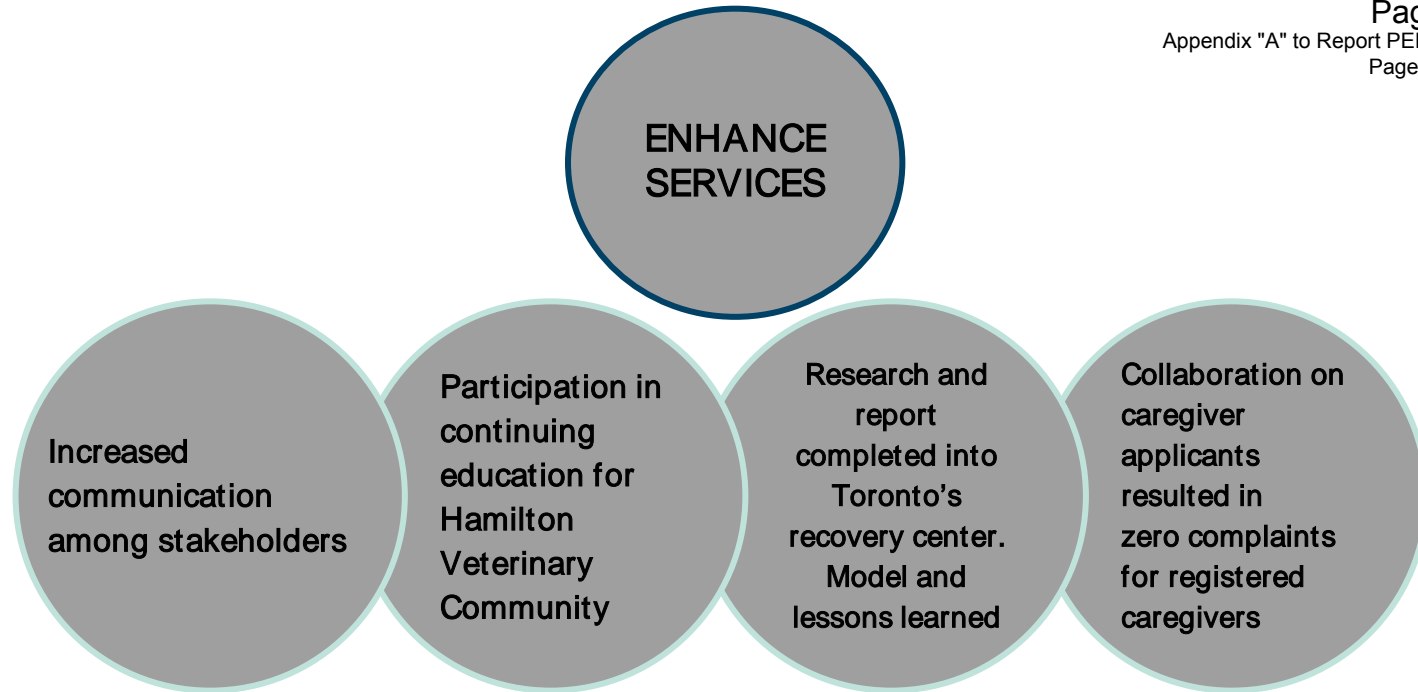 Pag
Appendix "A" to Report PE
Page
ENHANCE
SERVICES
Increased
communication
among stakeholders
Participation in
continuing
education for
Hamilton
Veterinary
Community
Research and
report
completed into
Toronto’s
recovery center.
Model and
lessons learned
Collaboration on
caregiver
applicants
resulted in
zero complaints
for registered
caregivers